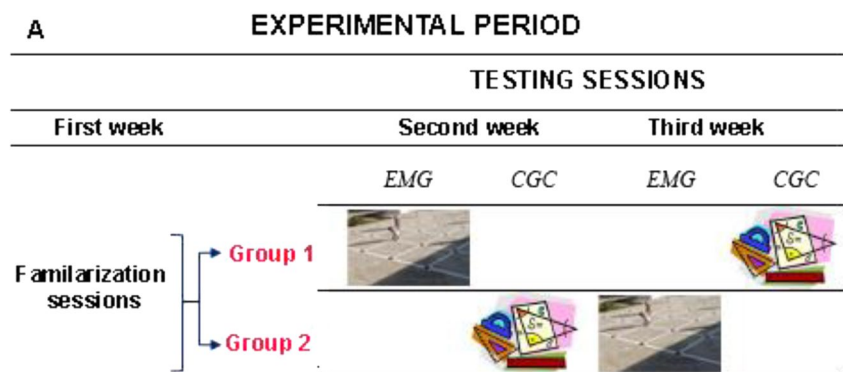 A
EXPERIMENTAL PERIOD
TESTING SESSIONS
First week Second week Third week
EMG CGC EMG CGC
Group 1
Familarization
sessions
Group 2